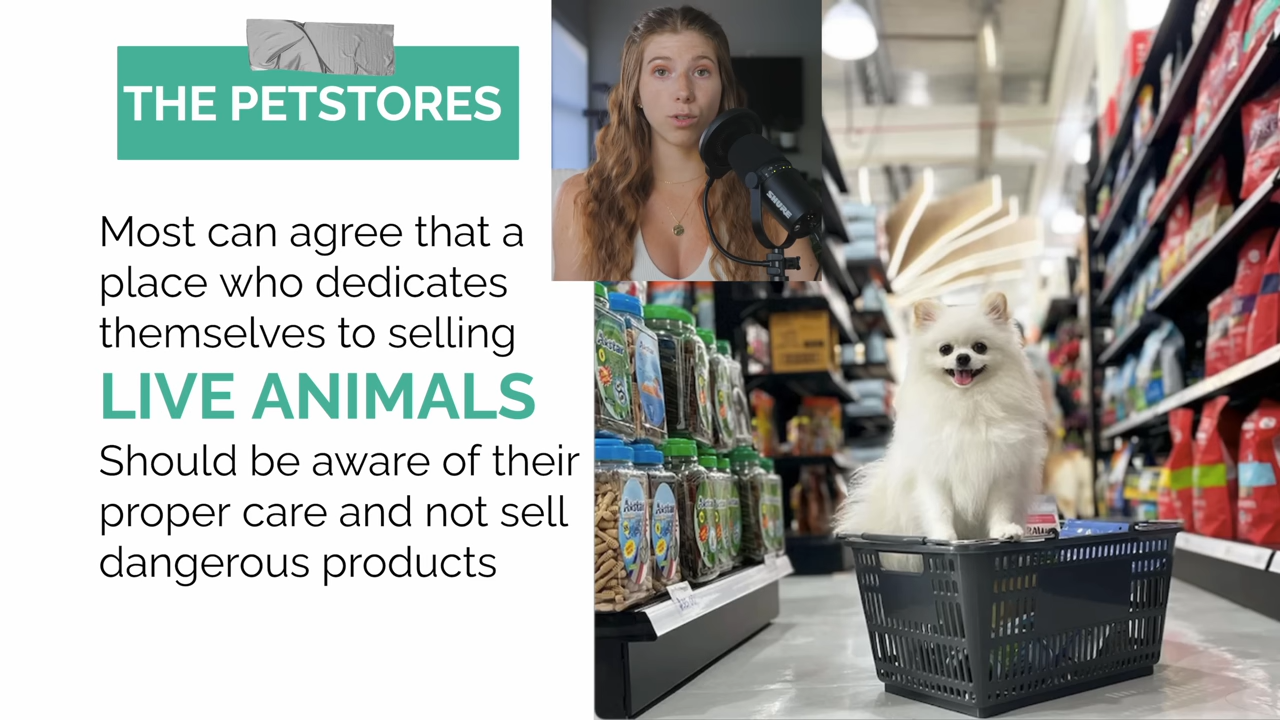 THE PETSTORES
Most can agree that a
place who dedicates
themselves to selling
LIVE ANIMALS
Should be aware of their
proper care and not sell
dangerous products
SHURE